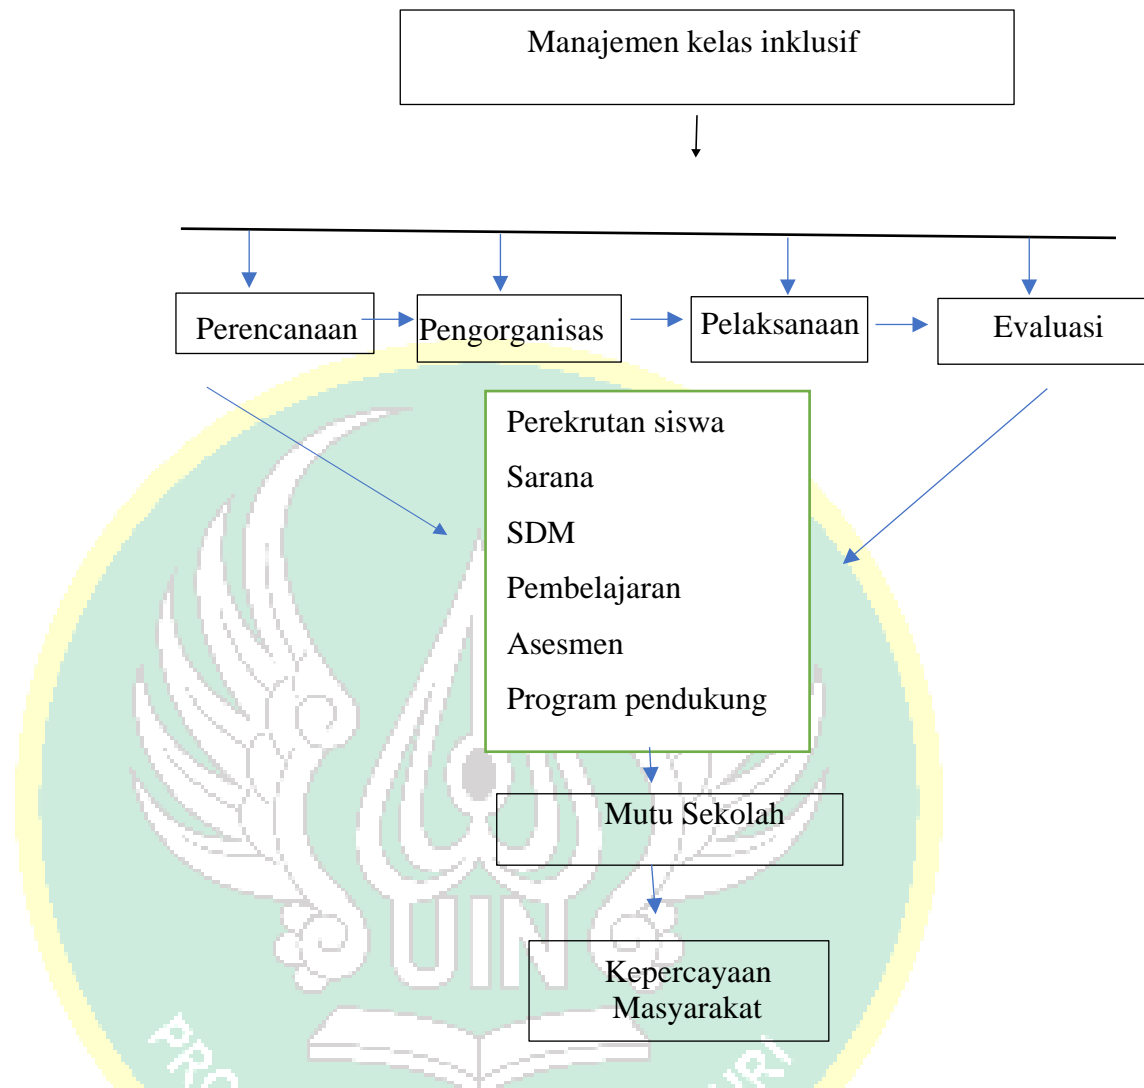 Manajemen kelas inklusif
Perencanaan
Pengorganisas
Pelaksanaan
Evaluasi
Perekrutan siswa
Sarana
SDM
Pembelajaran
Asesmen
Program pendukung
Mutu Sekolah
Kepercayaan
Masyarakat
UIN